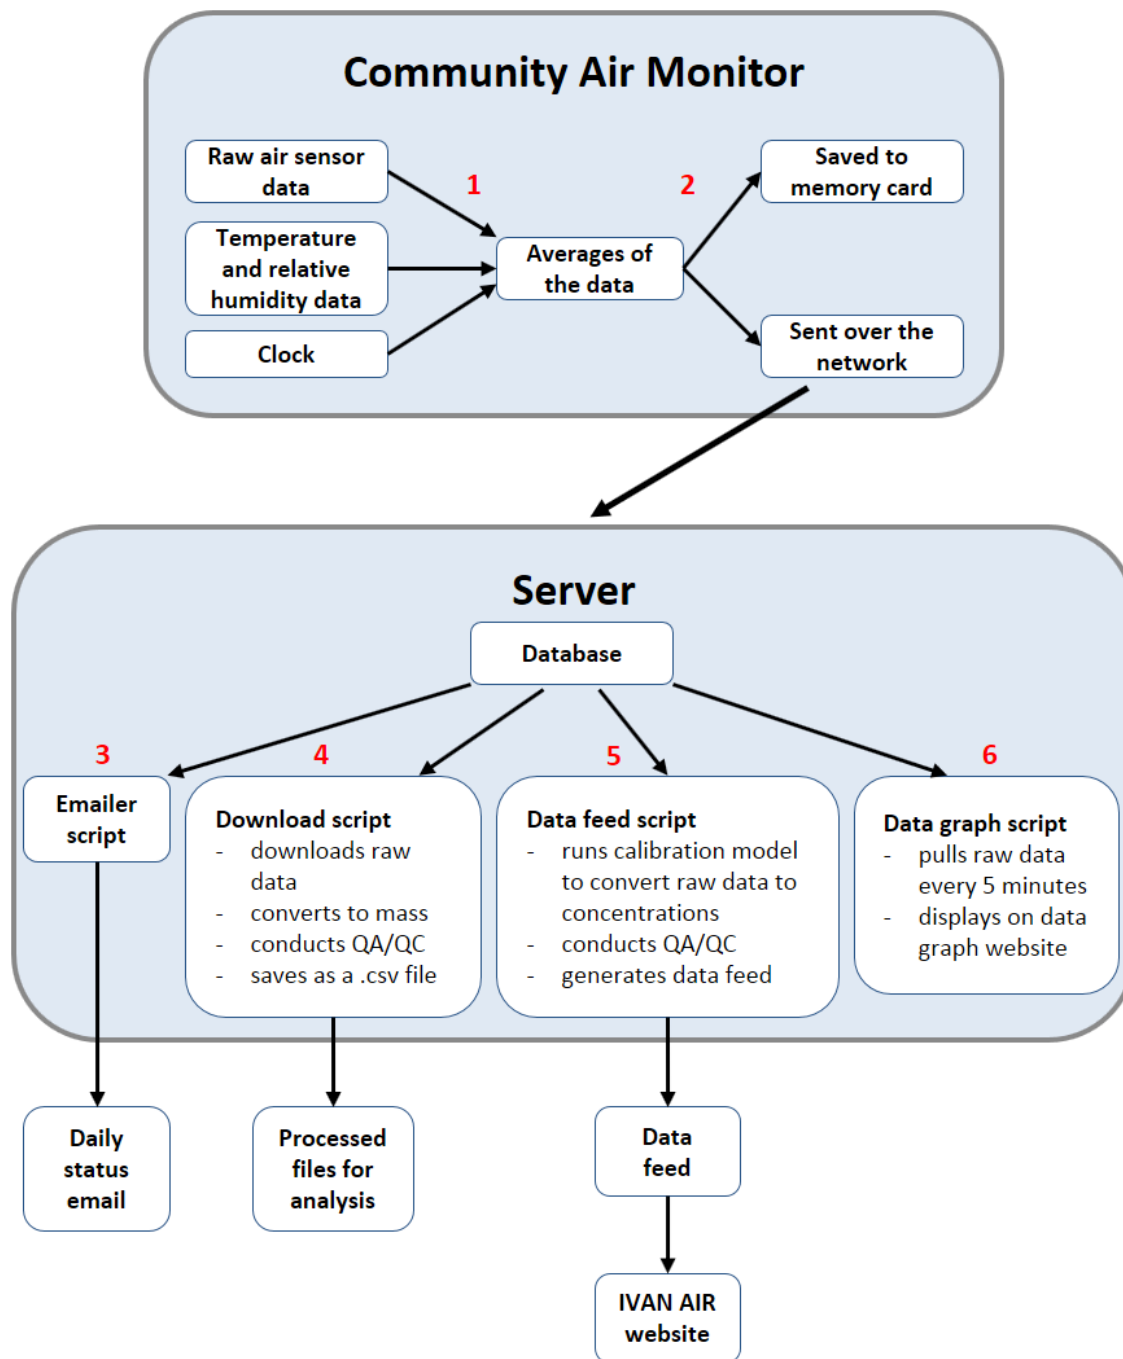 Community Air Monitor
Raw air sensor
data
1
2
Saved to
memory card
Temperature
and relative
humidity data
Averages of
the data
Clock
Sent over the
network
Server
Database
3
4
5
6
Emailer
script
Download script
- downloads raw
data
- converts to mass
- conducts QA/QC
- saves as a .csv file
Data feed script
- runs calibration model
to convert raw data to
concentrations
- conducts QA/QC
- generates data feed
Data graph script
- pulls raw data
every 5 minutes
- displays on data
graph website
Daily
status
email
Processed
files for
analysis
Data
feed
IVAN AIR
website